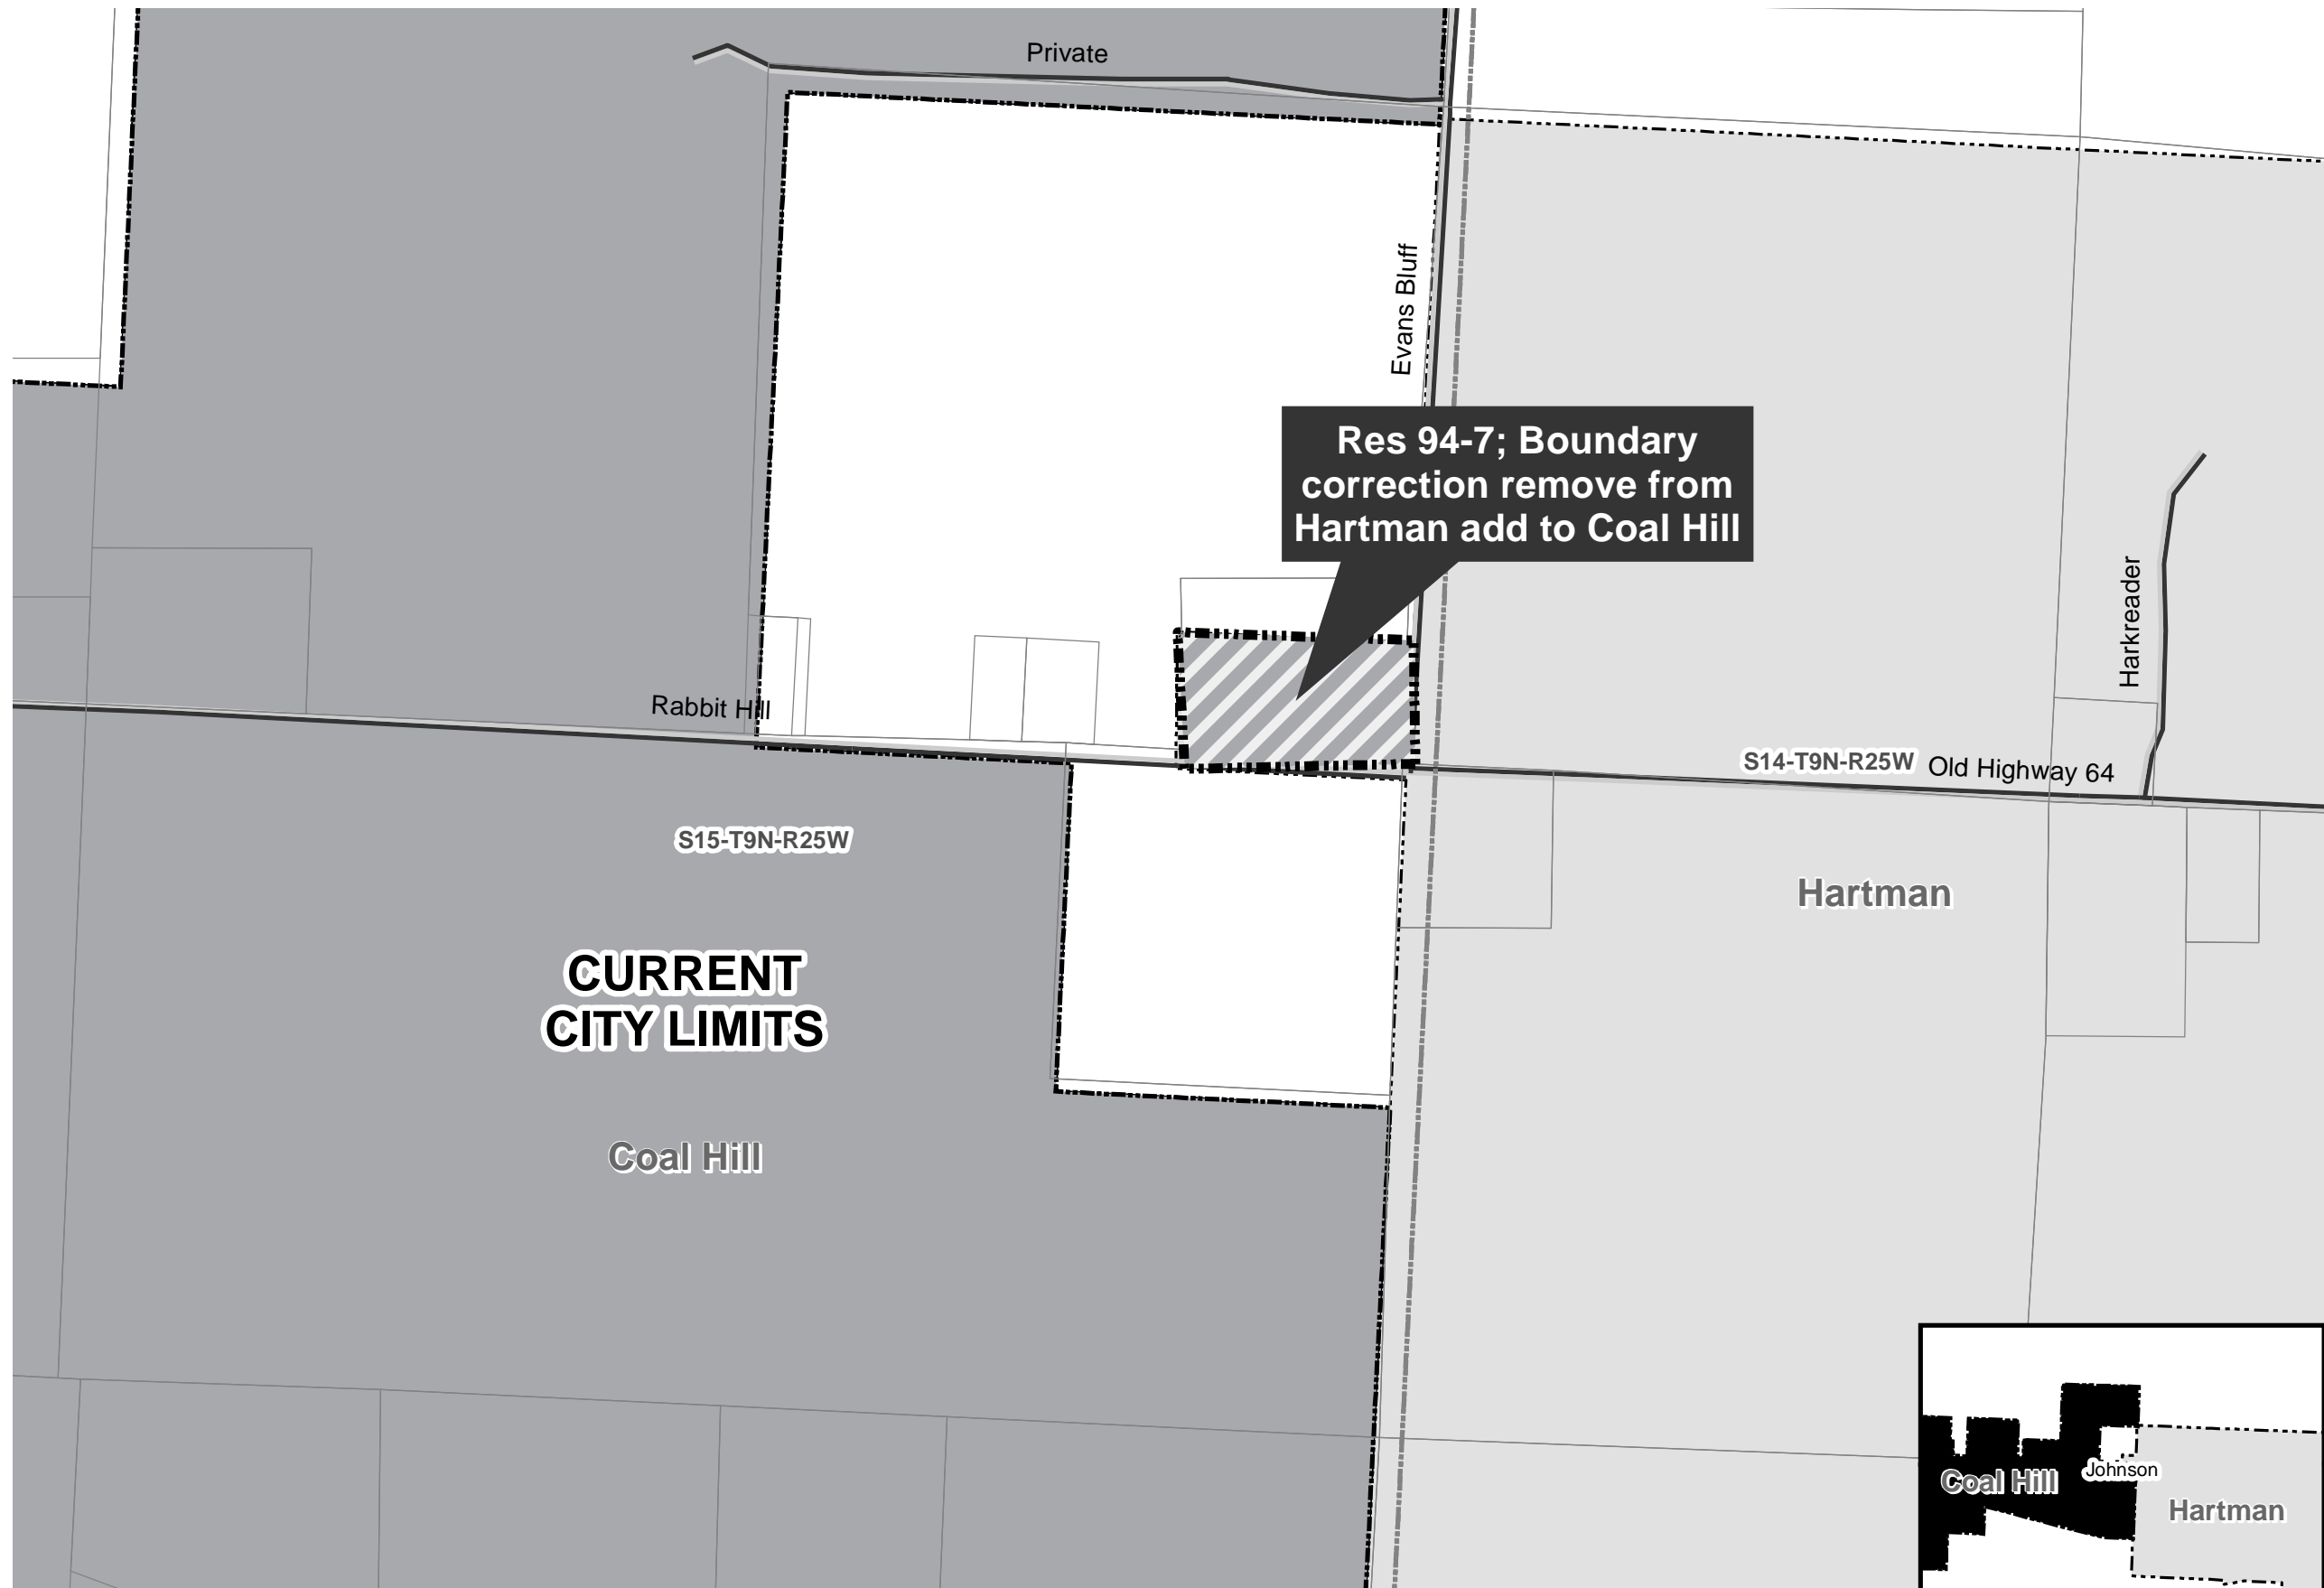 Private
Evans Bluff
Res 94-7; Boundary
correction remove from
Hartman add to Coal Hill
Harkreader
Rabbit Hill
S14-T9N-R25W
Old Highway 64
S15-T9N-R25W
Hartman
CURRENT
CITY LIMITS
Coal Hill
Johnson
Coal Hill
Hartman